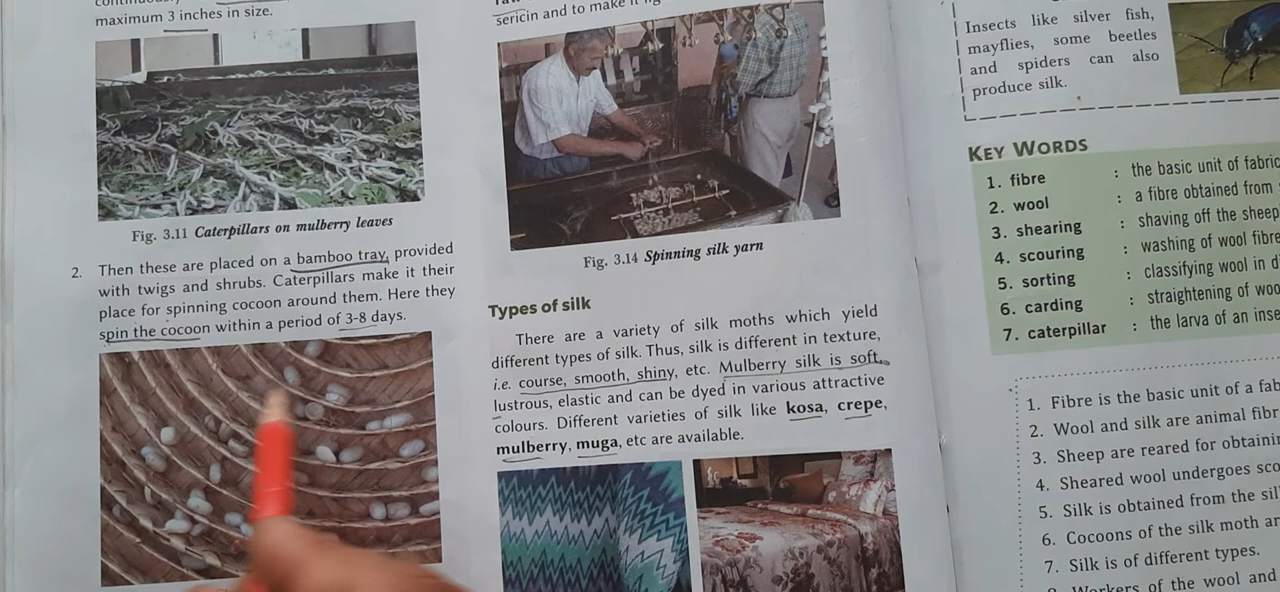 maximum 3 inches in size.
Fig. 3.11 Caterpillars on mulberry leaves
2. Then these are placed on a bamboo tray, provided
with twigs and shrubs. Caterpillars make it their
place for spinning cocoon around them. Here they
spin the cocoon within a period of 3-8 days.
sericin and to make it
Fig. 3.14 Spinning silk yarn
Types of silk
There are a variety of silk moths which yield
different types of silk. Thus, silk is different in texture,
i.e. course, smooth, shiny, etc. Mulberry silk is soft,
lustrous, elastic and can be dyed in various attractive
colours. Different varieties of silk like kosa, crepe,
mulberry, muga, etc are available.
Insects like silver fish,
mayflies, some beetles
and spiders can also
produce silk.
KEY WORDS
1. fibre : the basic unit of fabric
2. wool : a fibre obtained from
3. shearing : shaving off the sheep
4. scouring : washing of wool fibre
5. sorting : classifying wool in
6. carding : straightening of
7. caterpillar : the larva of an
1. Fibre is the basic unit of a
2. Wool and silk are animal
3. Sheep are reared for
4. Sheared wool undergoes
5. Silk is obtained from the
6. Cocoons of the silk moth
7. Silk is of different types.
Workers of the wool and